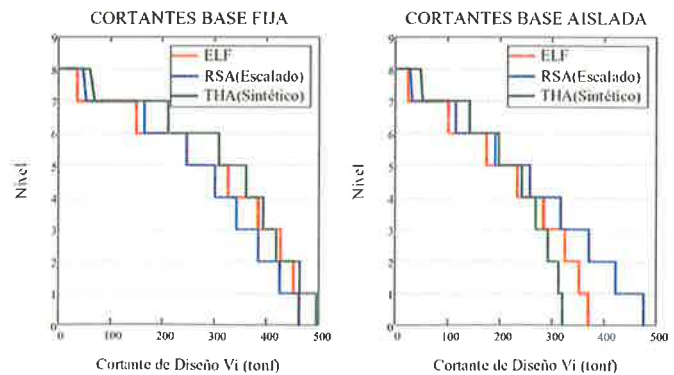 CORTANTES BASE FIJA
CORTANTES BASE AISLADA
9
8
7
6
5
4
3
2
1
0
Nivel
ELF
RSA(Escalado)
THA(Sintético)
0 100 200 300 400 500
Cortante de Diseño Vi (tonf)
9
8
7
6
5
4
3
2
1
0
Nivel
ELF
RSA(Escalado)
THA(Sintético)
0 100 200 300 400 500
Cortante de Diseño Vi (tonf)